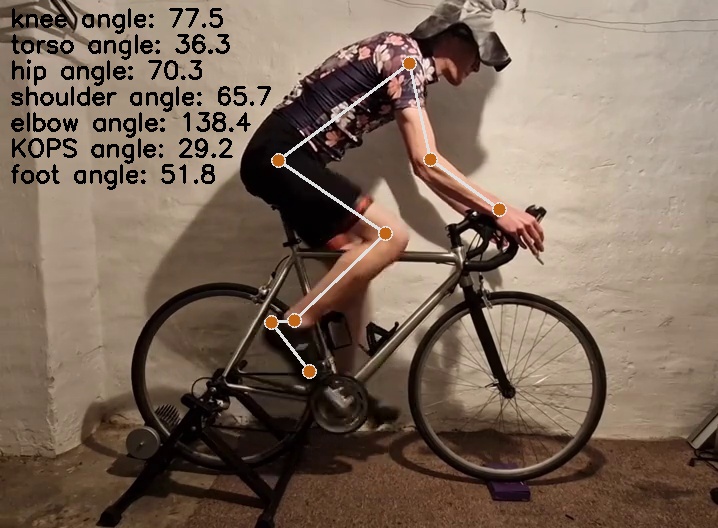 knee angle: 77.5
torso angle: 36.3
hip angle: 70.3
shoulder angle: 65.7
elbow angle: 138.4
KOPS angle: 29.2
foot angle: 51.8